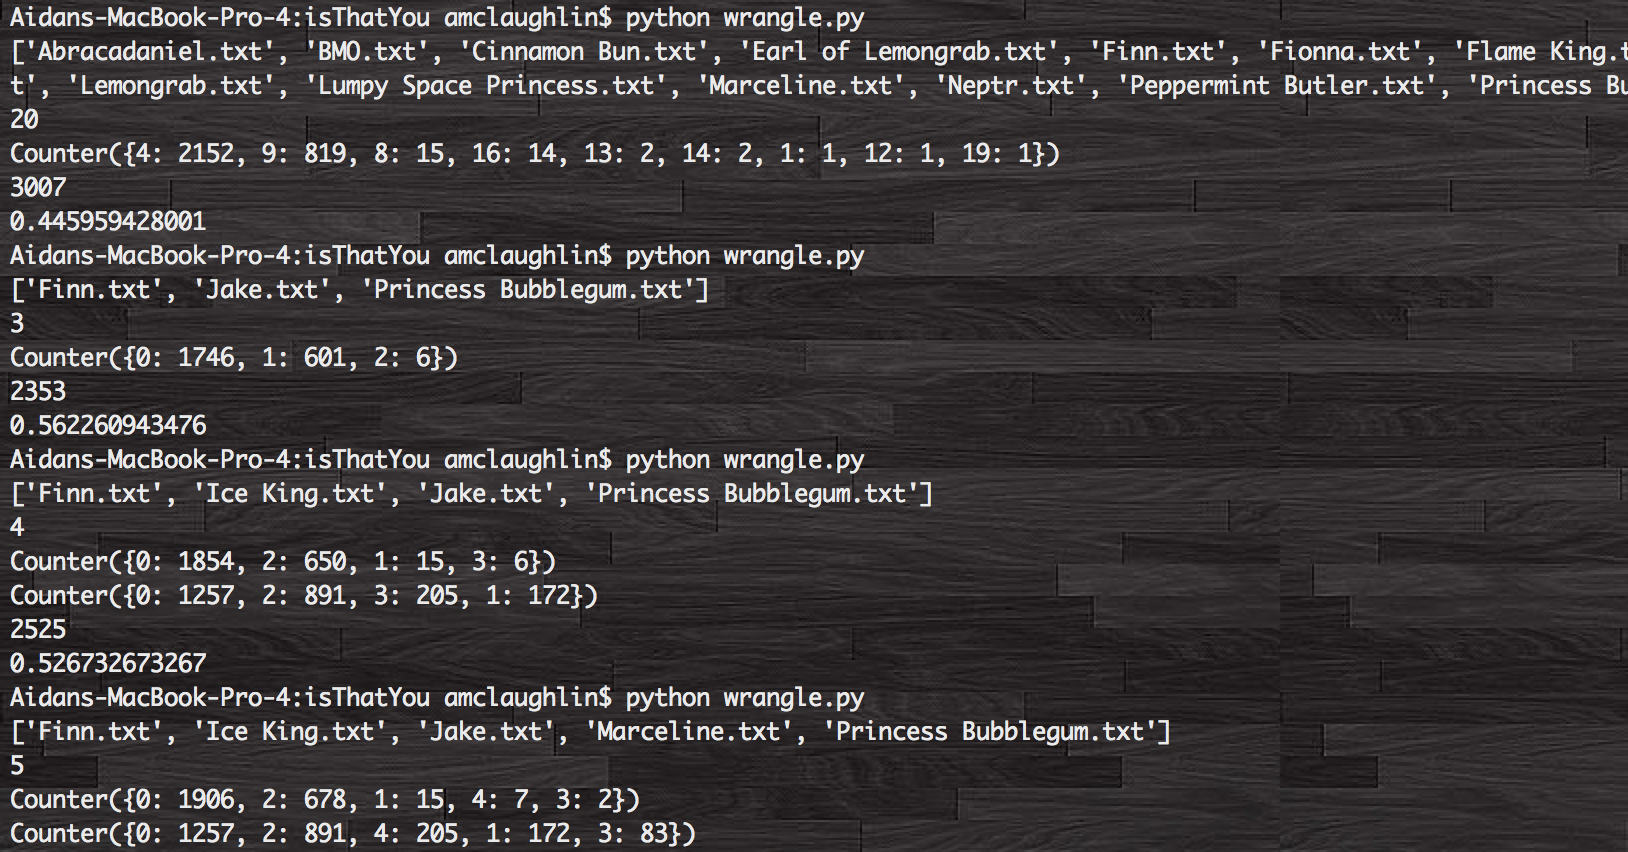 Aidans-MacBook-Pro-4:isThatYou amclaughlin$ python wrangle.py
['Abracadaniel.txt', 'BMO.txt', 'Cinnamon Bun.txt', 'Earl of Lemongrab.txt', 'Finn.txt', 'Fionna.txt', 'Flame King.t
t', 'Lemongrab.txt', 'Lumpy Space Princess.txt', 'Marceline.txt', 'Neptr.txt', 'Peppermint Butler.txt', 'Princess Bu
20
Counter({4: 2152, 9: 819, 8: 15, 16: 14, 13: 2, 14: 2, 1: 1, 12: 1, 19: 1})
3007
0.445959428001
Aidans-MacBook-Pro-4:isThatYou amclaughlin$ python wrangle.py
['Finn.txt', 'Jake.txt', 'Princess Bubblegum.txt']
3
Counter({0: 1746, 1: 601, 2: 6})
2353
0.562260943476
Aidans-MacBook-Pro-4:isThatYou amclaughlin$ python wrangle.py
['Finn.txt', 'Ice King.txt', 'Jake.txt', 'Princess Bubblegum.txt']
4
Counter({0: 1854, 2: 650, 1: 15, 3: 6})
Counter({0: 1257, 2: 891, 3: 205, 1: 172})
2525
0.526732673267
Aidans-MacBook-Pro-4:isThatYou amclaughlin$ python wrangle.py
['Finn.txt', 'Ice King.txt', 'Jake.txt', 'Marceline.txt', 'Princess Bubblegum.txt']
5
Counter({0: 1906, 2: 678, 1: 15, 4: 7, 3: 2})
Counter({0: 1257, 2: 891, 4: 205, 1: 172, 3: 83})